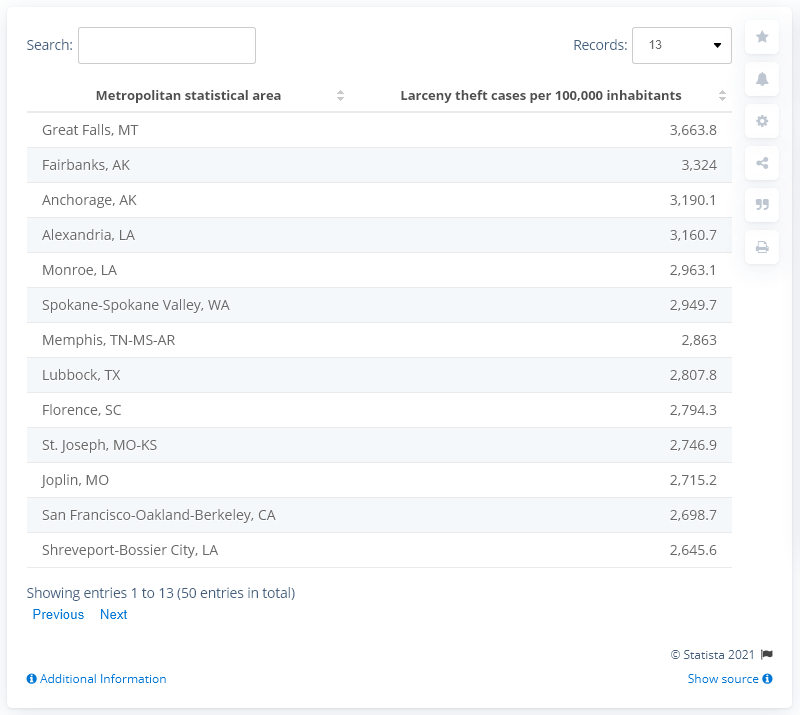 Search: Records: 13
Metropolitan statistical area Larceny theft cases per 100,000 inhabitants
Great Falls, MT 3,663.8
Fairbanks, AK 3,324
Anchorage, AK 3,190.1
Alexandria, LA 3,160.7
Monroe, LA 2,963.1
Spokane-Spokane Valley, WA 2,949.7
Memphis, TN-MS-AR 2,863
Lubbock, TX 2,807.8
Florence, SC 2,794.3
St. Joseph, MO-KS 2,746.9
Joplin, MO 2,715.2
San Francisco-Oakland-Berkeley, CA 2,698.7
Shreveport-Bossier City, LA 2,645.6
Showing entries 1 to 13 (50 entries in total)
Previous Next
© Statista 2021
Additional Information Show source